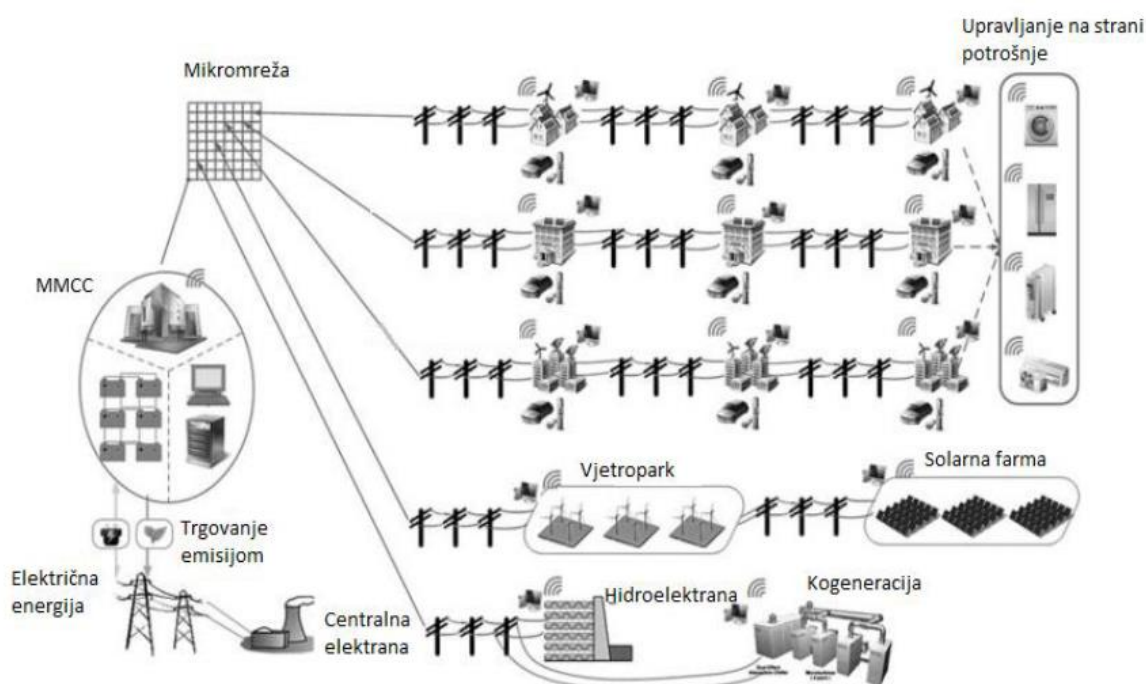 Upravljanje na strani
potrošnje
Mikromreža
MMCC
Vjetropark
Solarna farma
Trgovanje
emisijom
Električna
energija
Centralna
elektrana
Hidroelektrana
Kogeneracija